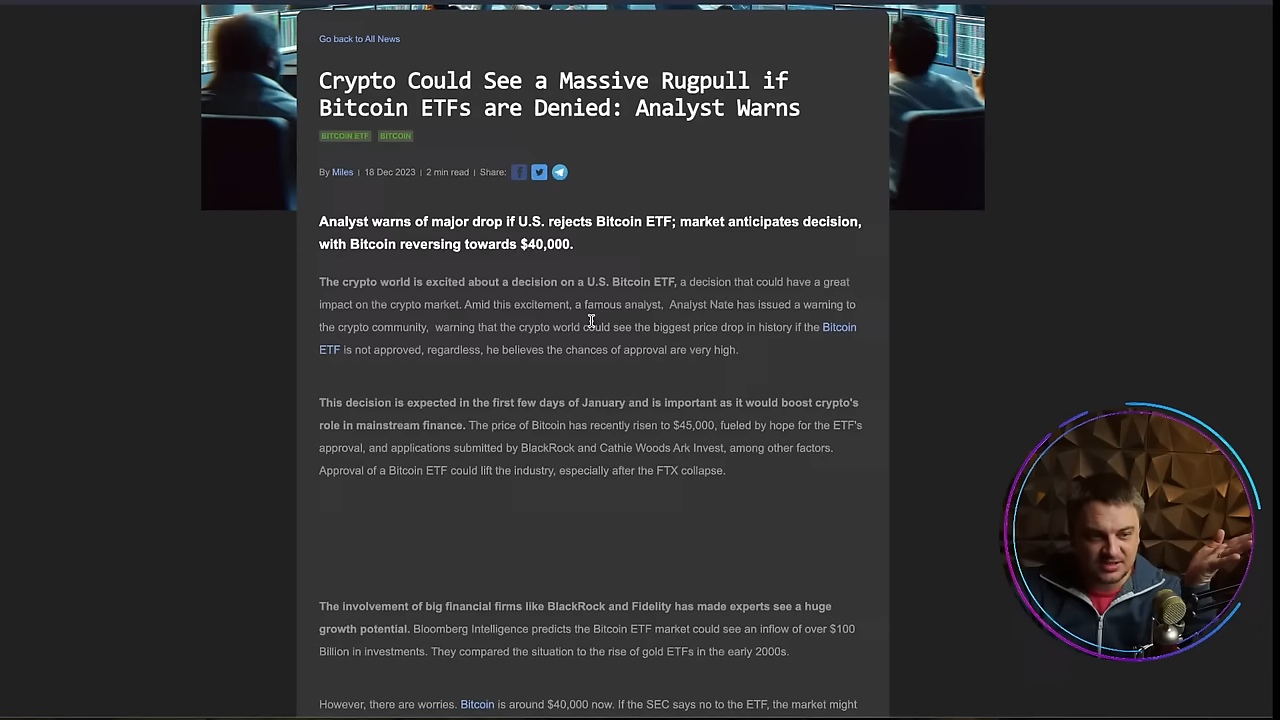 Go back to All News
Crypto Could See a Massive Rugpull if
Bitcoin ETFs are Denied: Analyst Warns
BITCOIN ETF BITCOIN
By Miles | 18 Dec 2023 | 2 min read | Share:
Analyst warns of major drop if U.S. rejects Bitcoin ETF; market anticipates decision,
with Bitcoin reversing towards $40,000.
The crypto world is excited about a decision on a U.S. Bitcoin ETF, a decision that could have a great
impact on the crypto market. Amid this excitement, a famous analyst, Analyst Nate has issued a warning to
the crypto community, warning that the crypto world could see the biggest price drop in history if the Bitcoin
ETF is not approved, regardless, he believes the chances of approval are very high.
This decision is expected in the first few days of January and is important as it would boost crypto's
role in mainstream finance. The price of Bitcoin has recently risen to $45,000, fueled by hope for the ETF's
approval, and applications submitted by BlackRock and Cathie Woods Ark Invest, among other factors.
Approval of a Bitcoin ETF could lift the industry, especially after the FTX collapse.
The involvement of big financial firms like BlackRock and Fidelity has made experts see a huge
growth potential. Bloomberg Intelligence predicts the Bitcoin ETF market could see an inflow of over $100
Billion in investments. They compared the situation to the rise of gold ETFs in the early 2000s.
However, there are worries. Bitcoin is around $40,000 now. If the SEC says no to the ETF, the market might